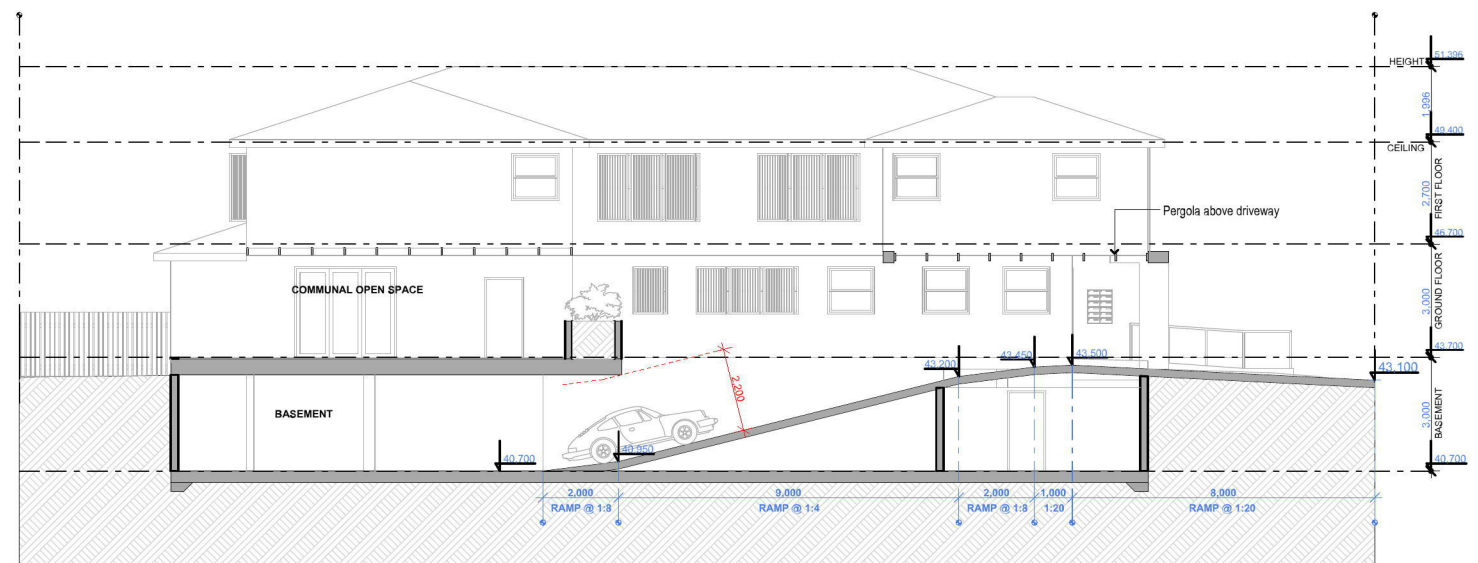 51.396
HEIGHT
1,996
49.400
CEILING
2,700
FIRST FLOOR
Pergola above driveway
46.700
COMMUNAL OPEN SPACE
3,000
GROUND FLOOR
43.700
43.200
43.450
43.500
43.100
2,200
BASEMENT
3,000
BASEMENT
40.700
40.950
40.700
2,000
9,000
2,000
1,000
8,000
RAMP @ 1:8
RAMP @ 1:4
RAMP @ 1:8
1:20
RAMP @ 1:20